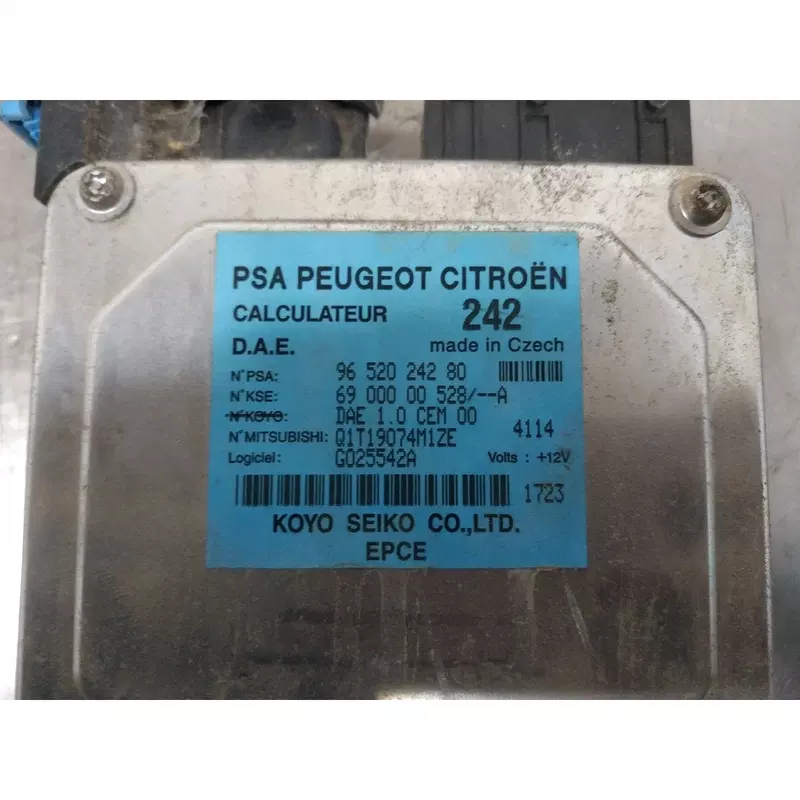 PSA PEUGEOT CITROËN
CALCULATEUR 242
D.A.E. made in Czech
N°PSA: 96 520 242 80
N°KSE: 69 000 00 528/--A
N°KOYO: DAE 1.0 CEM 00
N°MITSUBISHI: Q1T19074M1ZE 4114
Logiciel: G025542A Volts : +12V
1723
KOYO SEIKO CO.,LTD.
EPCE